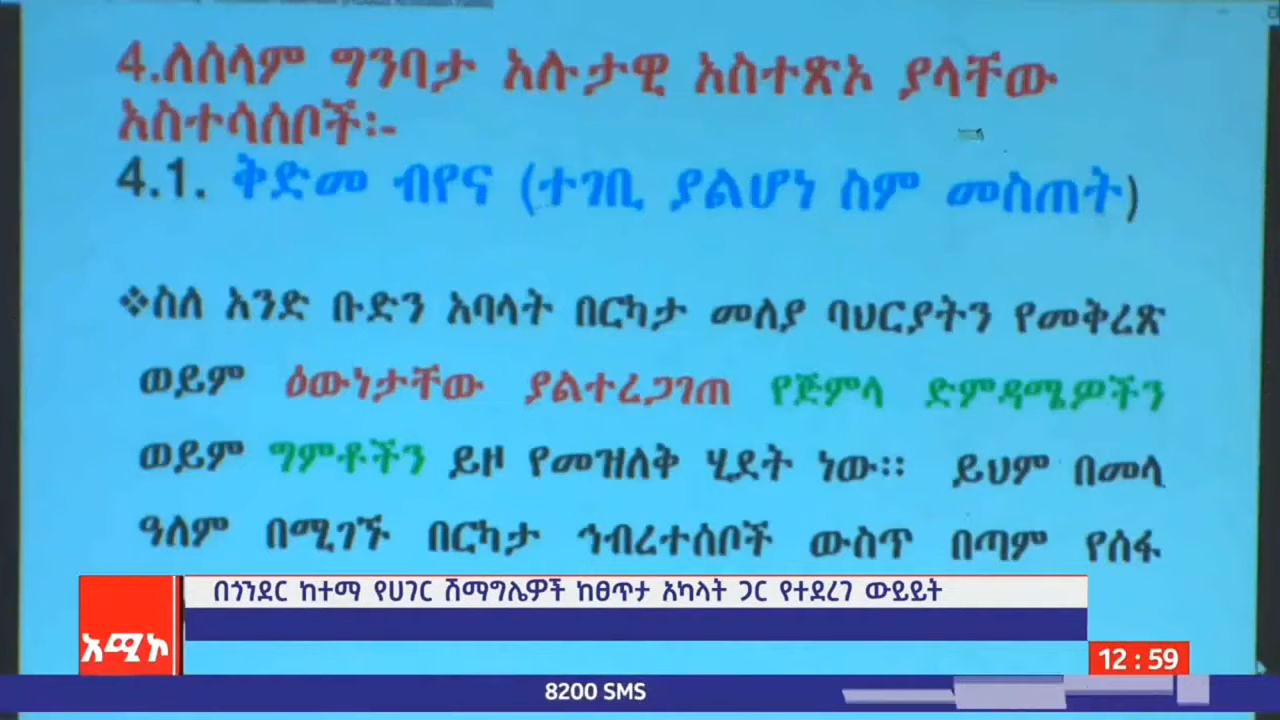 4.ለሰላም ግንባታ አሉታዊ አስተጽኦ ያላቸው
አስተሳሰቦች፡-
4.1. ቅድመ ብየና (ተገቢ ያልሆነ ስም መስጠት)
❖ስለ አንድ ቡድን አባላት በርካታ መለያ ባህርያትን የመቅረጽ
ወይም ዕውነታቸው ያልተረጋገጠ የጅምላ ድምዳሜዎችን
ወይም ግምቶችን ይዞ የመዝለቅ ሂደት ነው። ይህም በመላ
ዓለም በሚገኙ በርካታ ኅብረተሰቦች ውስጥ በጣም የሰፋ
በጎንደር ከተማ የሀገር ሽማግሌዎች ከፀጥታ አካላት ጋር የተደረገ ውይይት
አሚኮ
12:59
8200 SMS